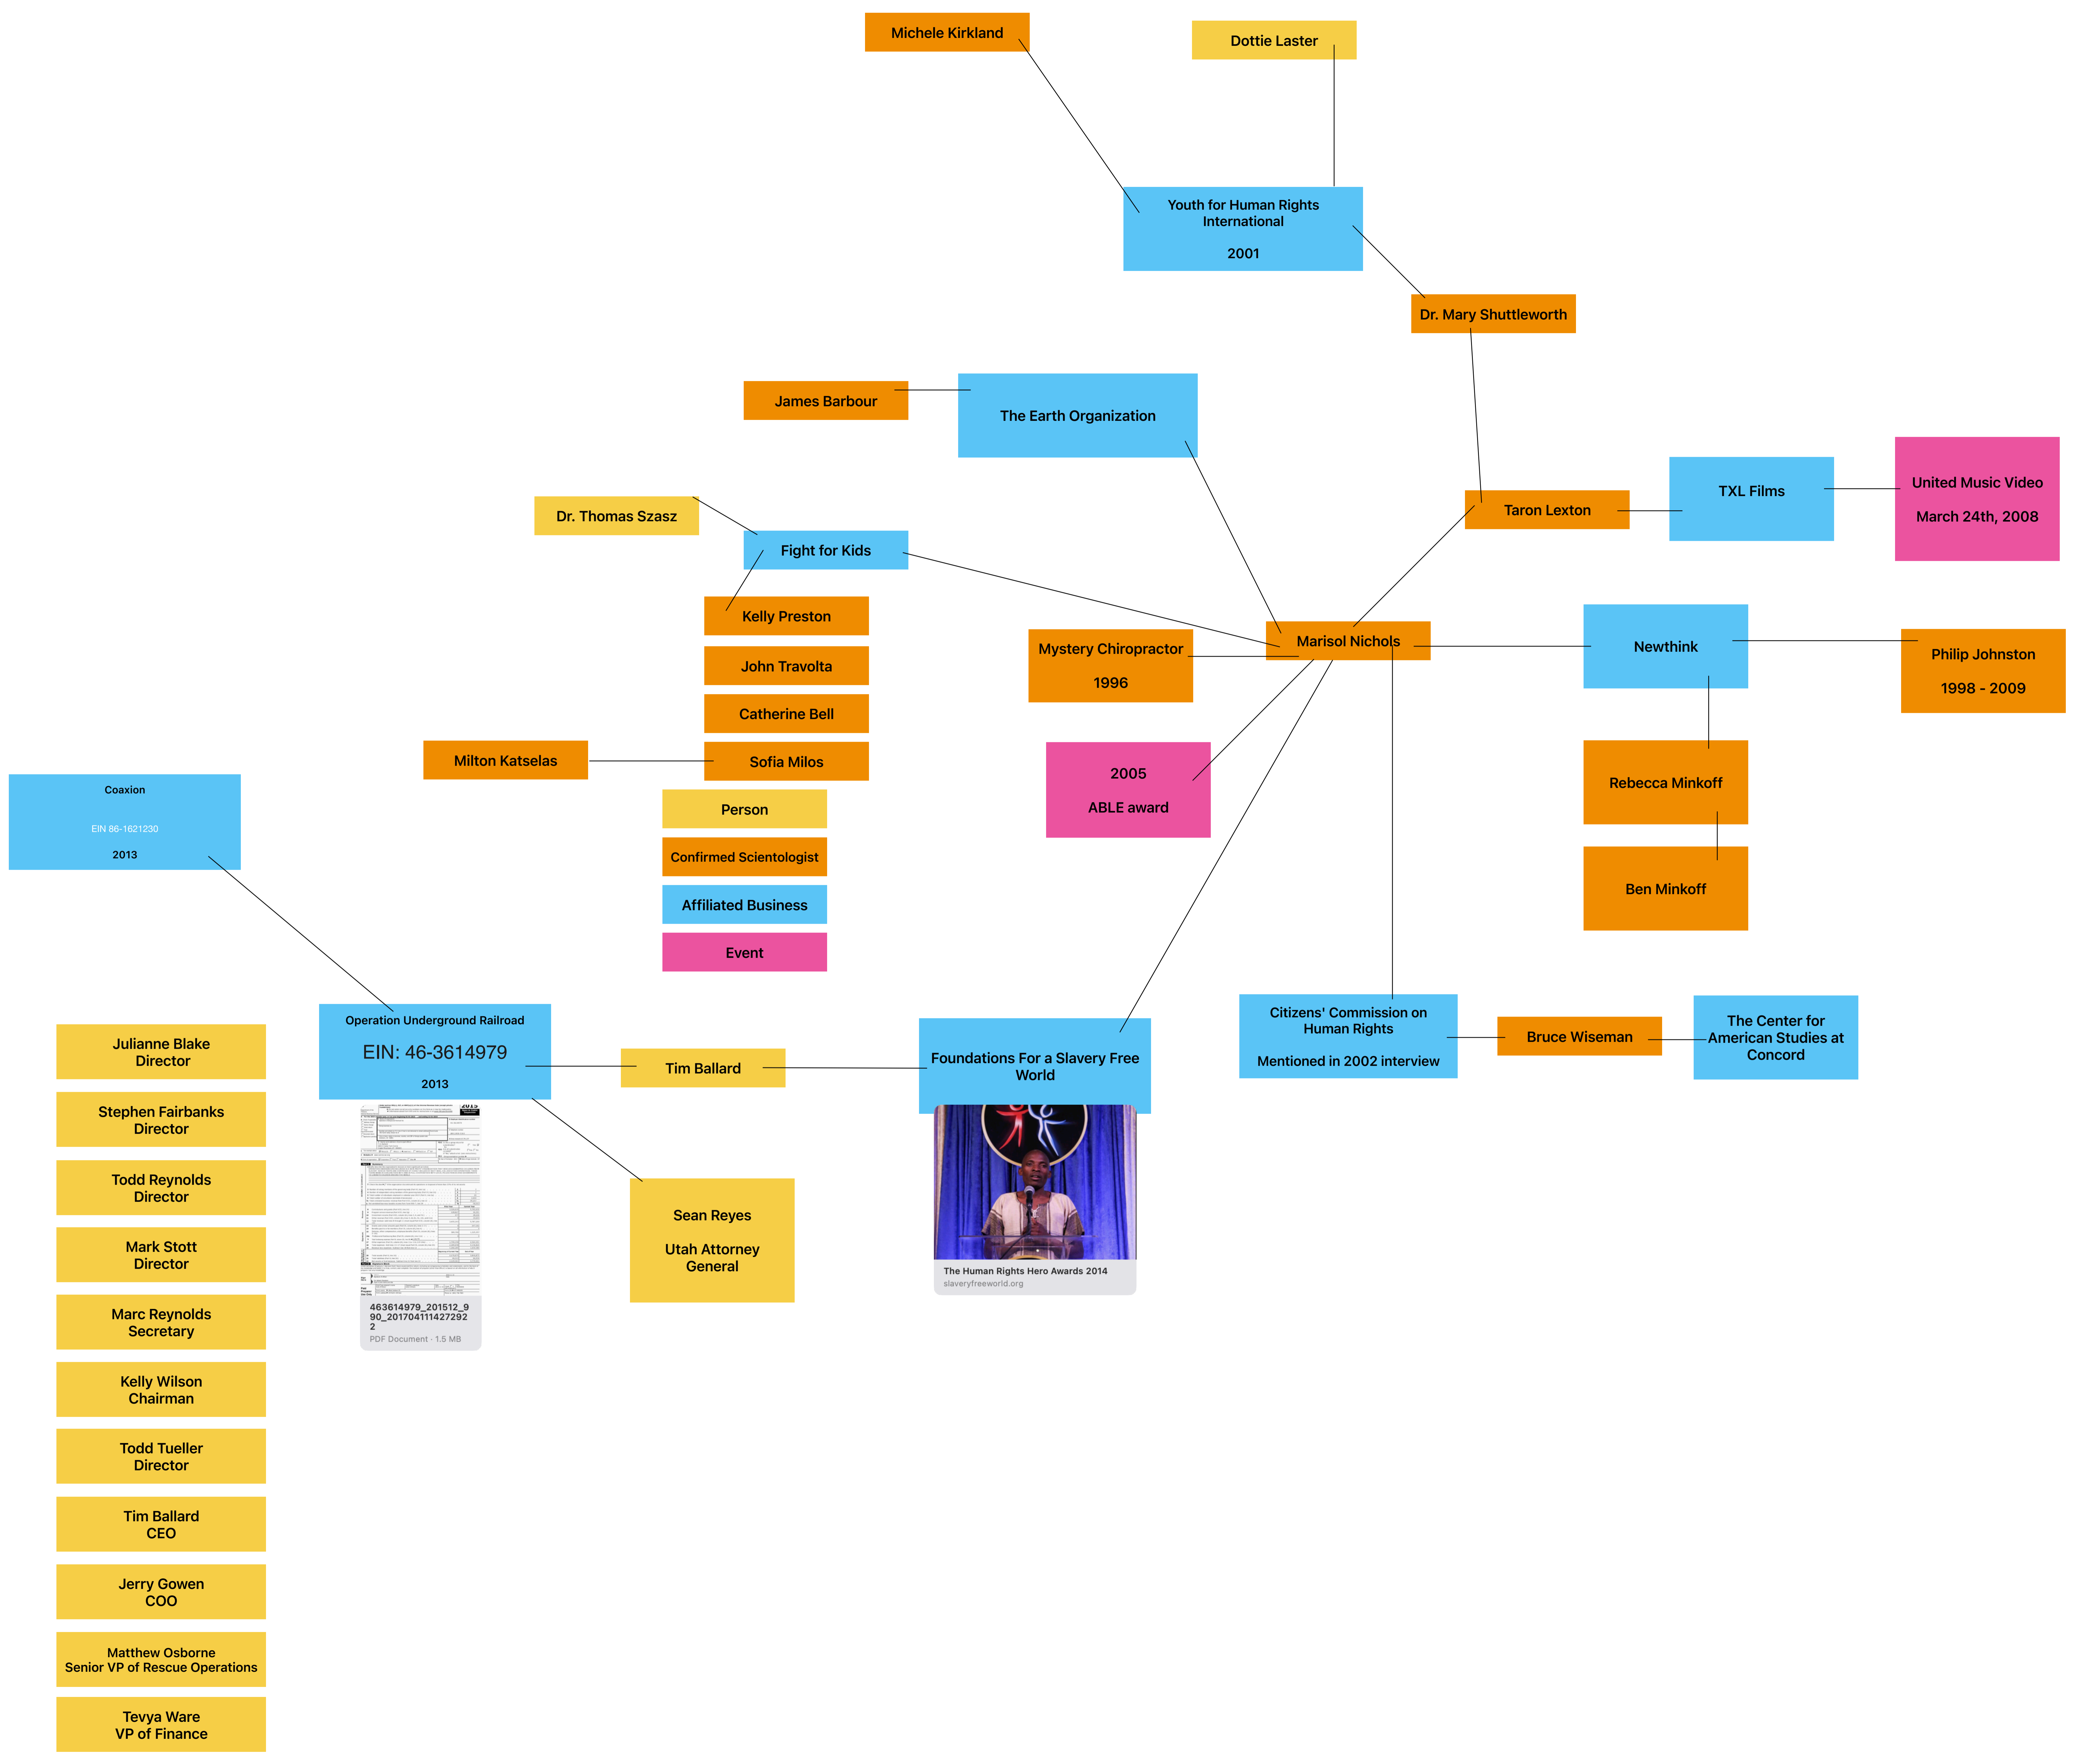 Michele Kirkland
Dottie Laster
Youth for Human Rights
International
2001
Dr. Mary Shuttleworth
James Barbour
The Earth Organization
Dr. Thomas Szasz
Fight for Kids
Taron Lexton
TXL Films
United Music Video
March 24th, 2008
Kelly Preston
John Travolta
Catherine Bell
Milton Katselas
Sofia Milos
Mystery Chiropractor
1996
Marisol Nichols
Newthink
Philip Johnston
1998 - 2009
2005
ABLE award
Rebecca Minkoff
Ben Minkoff
Coaxion
EIN 86-1621230
2013
Person
Confirmed Scientologist
Affiliated Business
Event
Operation Underground Railroad
EIN: 46-3614979
2013
Tim Ballard
Foundations For a Slavery Free
World
Citizens' Commission on
Human Rights
Mentioned in 2002 interview
Bruce Wiseman
The Center for
American Studies at
Concord
2015
463614979_201512_9
90_201704111427292
2
PDF Document · 1.5 MB
Sean Reyes
Utah Attorney
General
The Human Rights Hero Awards 2014
slaveryfreeworld.org
Julianne Blake
Director
Stephen Fairbanks
Director
Todd Reynolds
Director
Mark Stott
Director
Marc Reynolds
Secretary
Kelly Wilson
Chairman
Todd Tueller
Director
Tim Ballard
CEO
Jerry Gowen
COO
Matthew Osborne
Senior VP of Rescue Operations
Tevya Ware
VP of Finance